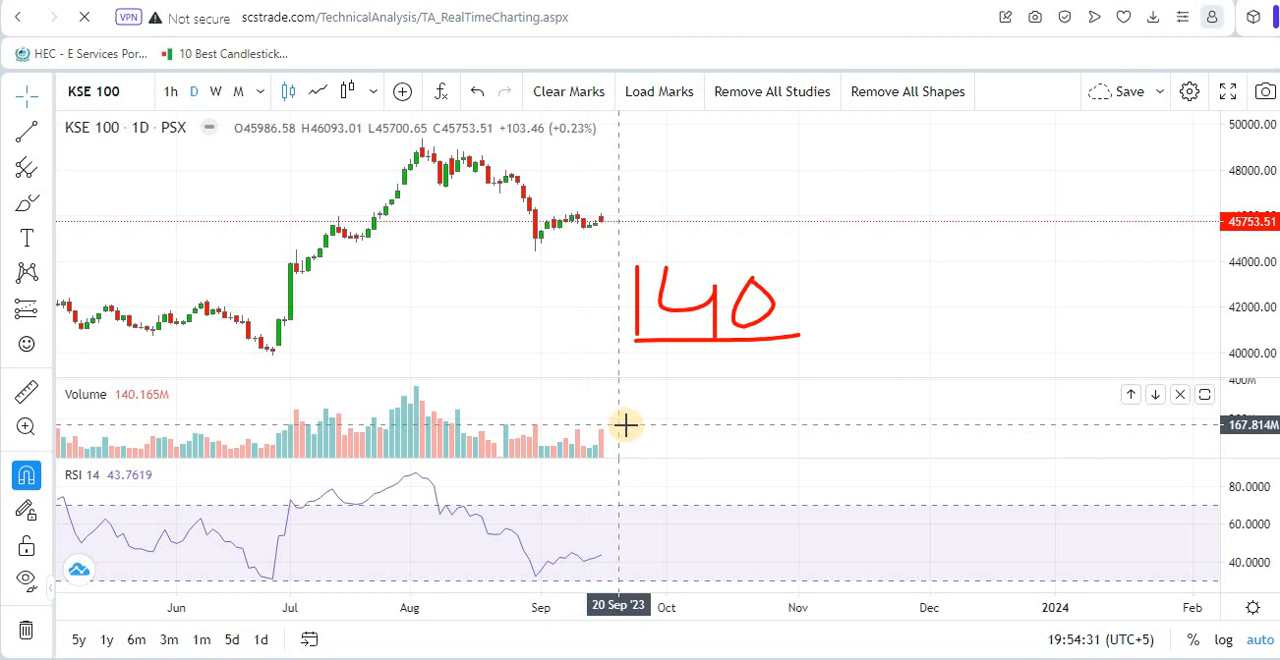 VPN Not secure scstrade.com/TechnicalAnalysis/TA_RealTimeCharting.aspx
HEC - E Services Por... 10 Best Candlestick...
KSE 100 1h D W M Clear Marks Load Marks Remove All Studies Remove All Shapes Save
KSE 100 · 1D · PSX O45986.58 H46093.01 L45700.65 C45753.51 +103.46 (+0.23%)
50000.00
48000.00
45753.51
44000.00
42000.00
40000.00
140
Volume 140.165M
400M
167.814M
RSI 14 43.7619
80.0000
60.0000
40.0000
Jun Jul Aug Sep 20 Sep '23 Oct Nov Dec 2024 Feb
5y 1y 6m 3m 1m 5d 1d 19:54:31 (UTC+5) % log auto